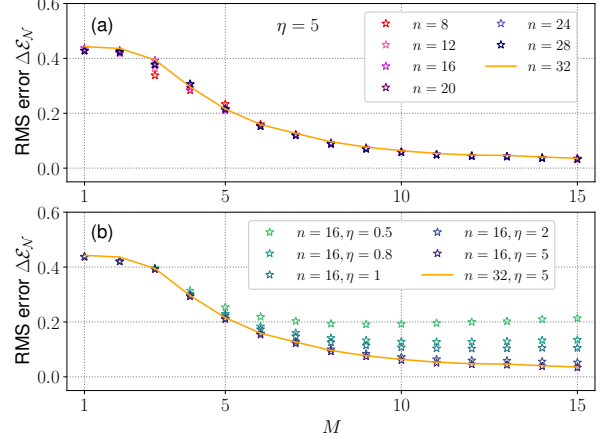 (a)
η = 5
n = 8
n = 12
n = 16
n = 20
n = 24
n = 28
n = 32
RMS error Δℰ_𝒩
0.6
0.4
0.2
0.0
1
5
10
15
(b)
n = 16, η = 0.5
n = 16, η = 0.8
n = 16, η = 1
n = 16, η = 2
n = 16, η = 5
n = 32, η = 5
RMS error Δℰ_𝒩
0.6
0.4
0.2
0.0
1
5
10
15
M